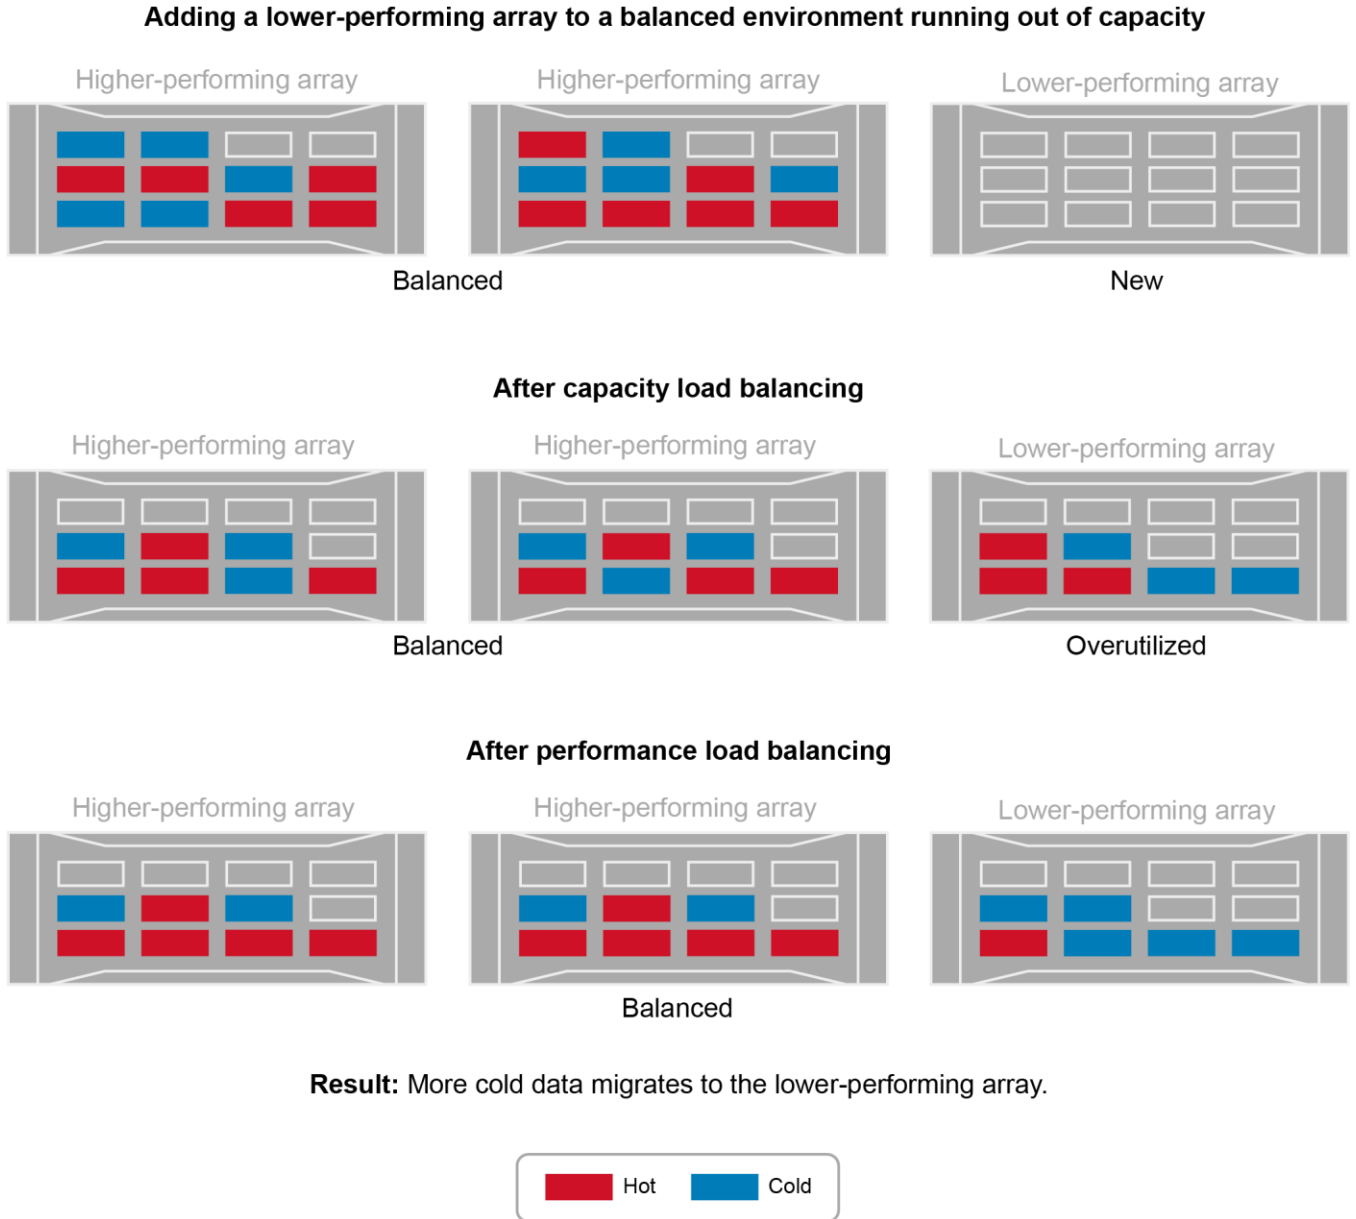 Adding a lower-performing array to a balanced environment running out of capacity
Higher-performing array
Higher-performing array
Lower-performing array
Balanced
New
After capacity load balancing
Higher-performing array
Higher-performing array
Lower-performing array
Balanced
Overutilized
After performance load balancing
Higher-performing array
Higher-performing array
Lower-performing array
Balanced
Result: More cold data migrates to the lower-performing array.
Hot
Cold